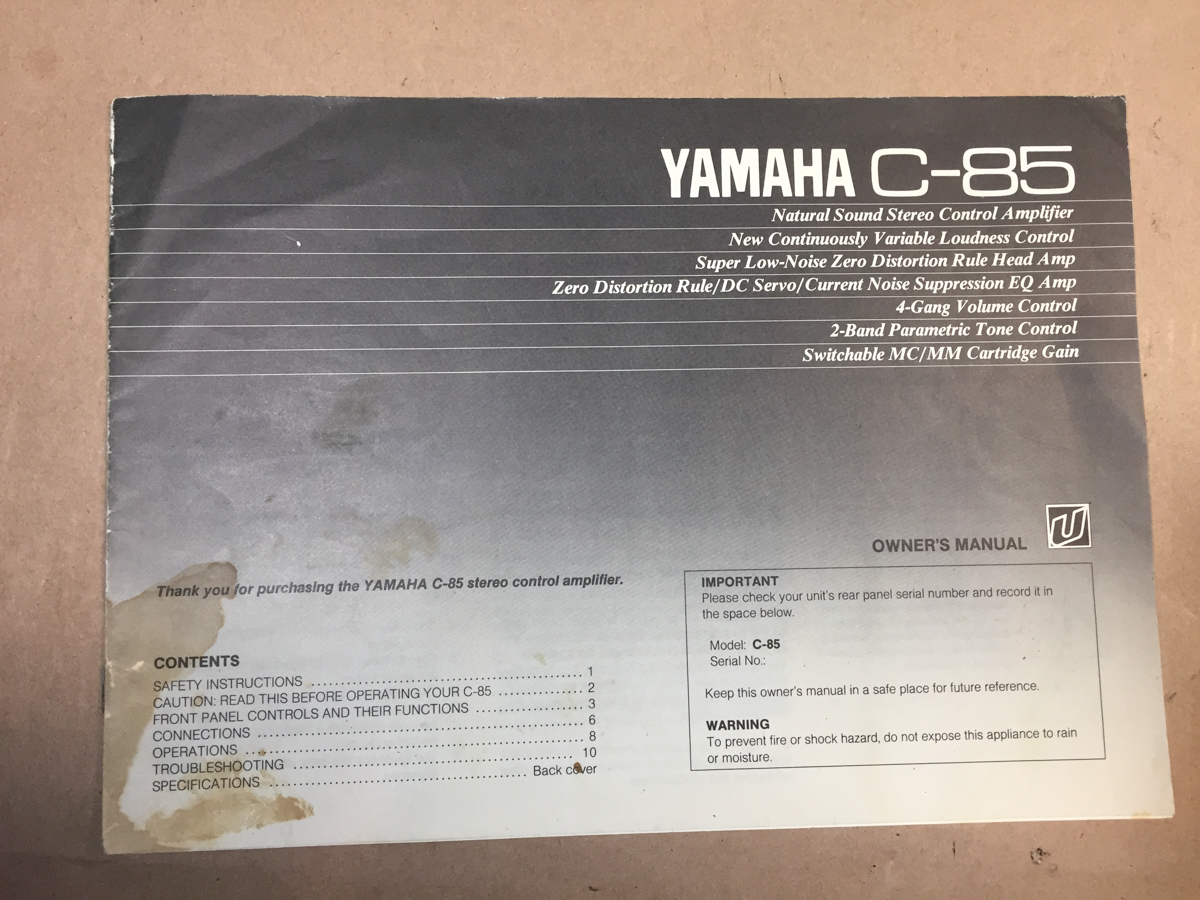 YAMAHA C-85
Natural Sound Stereo Control Amplifier
New Continuously Variable Loudness Control
Super Low-Noise Zero Distortion Rule Head Amp
Zero Distortion Rule/DC Servo/Current Noise Suppression EQ Amp
4-Gang Volume Control
2-Band Parametric Tone Control
Switchable MC/MM Cartridge Gain
OWNER'S MANUAL
U
Thank you for purchasing the YAMAHA C-85 stereo control amplifier.
CONTENTS
SAFETY INSTRUCTIONS ........................................... 1
CAUTION: READ THIS BEFORE OPERATING YOUR C-85 .............. 2
FRONT PANEL CONTROLS AND THEIR FUNCTIONS .................. 3
CONNECTIONS ..................................................... 6
OPERATIONS ...................................................... 8
TROUBLESHOOTING ............................................... 10
SPECIFICATIONS .......................................... Back cover
IMPORTANT
Please check your unit's rear panel serial number and record it in
the space below.
Model: C-85
Serial No.:
Keep this owner's manual in a safe place for future reference.
WARNING
To prevent fire or shock hazard, do not expose this appliance to rain
or moisture.